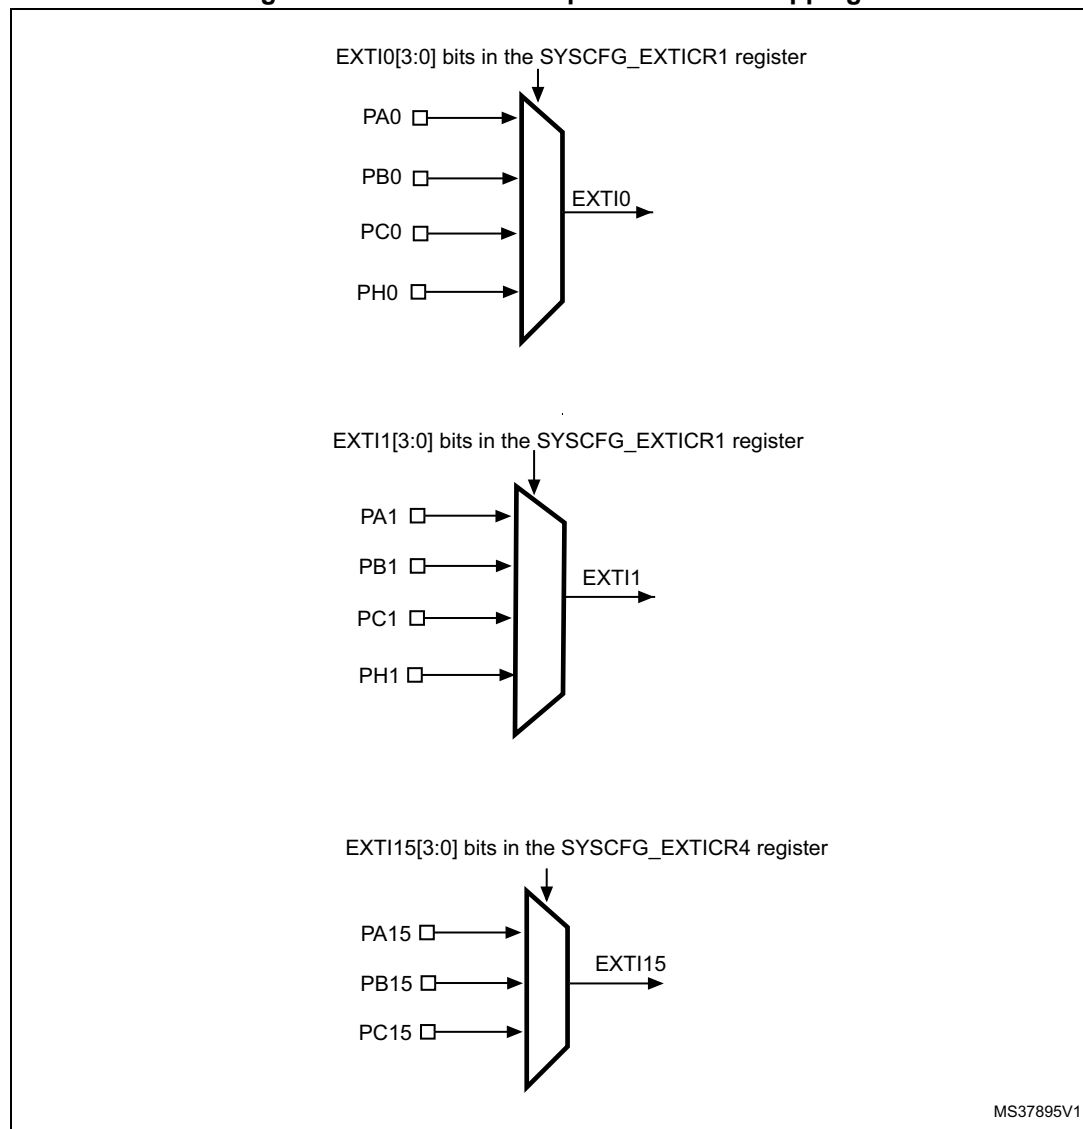 EXTI0[3:0] bits in the SYSCFG_EXTICR1 register
PA0
PB0
EXTI0
PC0
PH0
EXTI1[3:0] bits in the SYSCFG_EXTICR1 register
PA1
PB1
EXTI1
PC1
PH1
EXTI15[3:0] bits in the SYSCFG_EXTICR4 register
PA15
EXTI15
PB15
PC15
MS37895V1